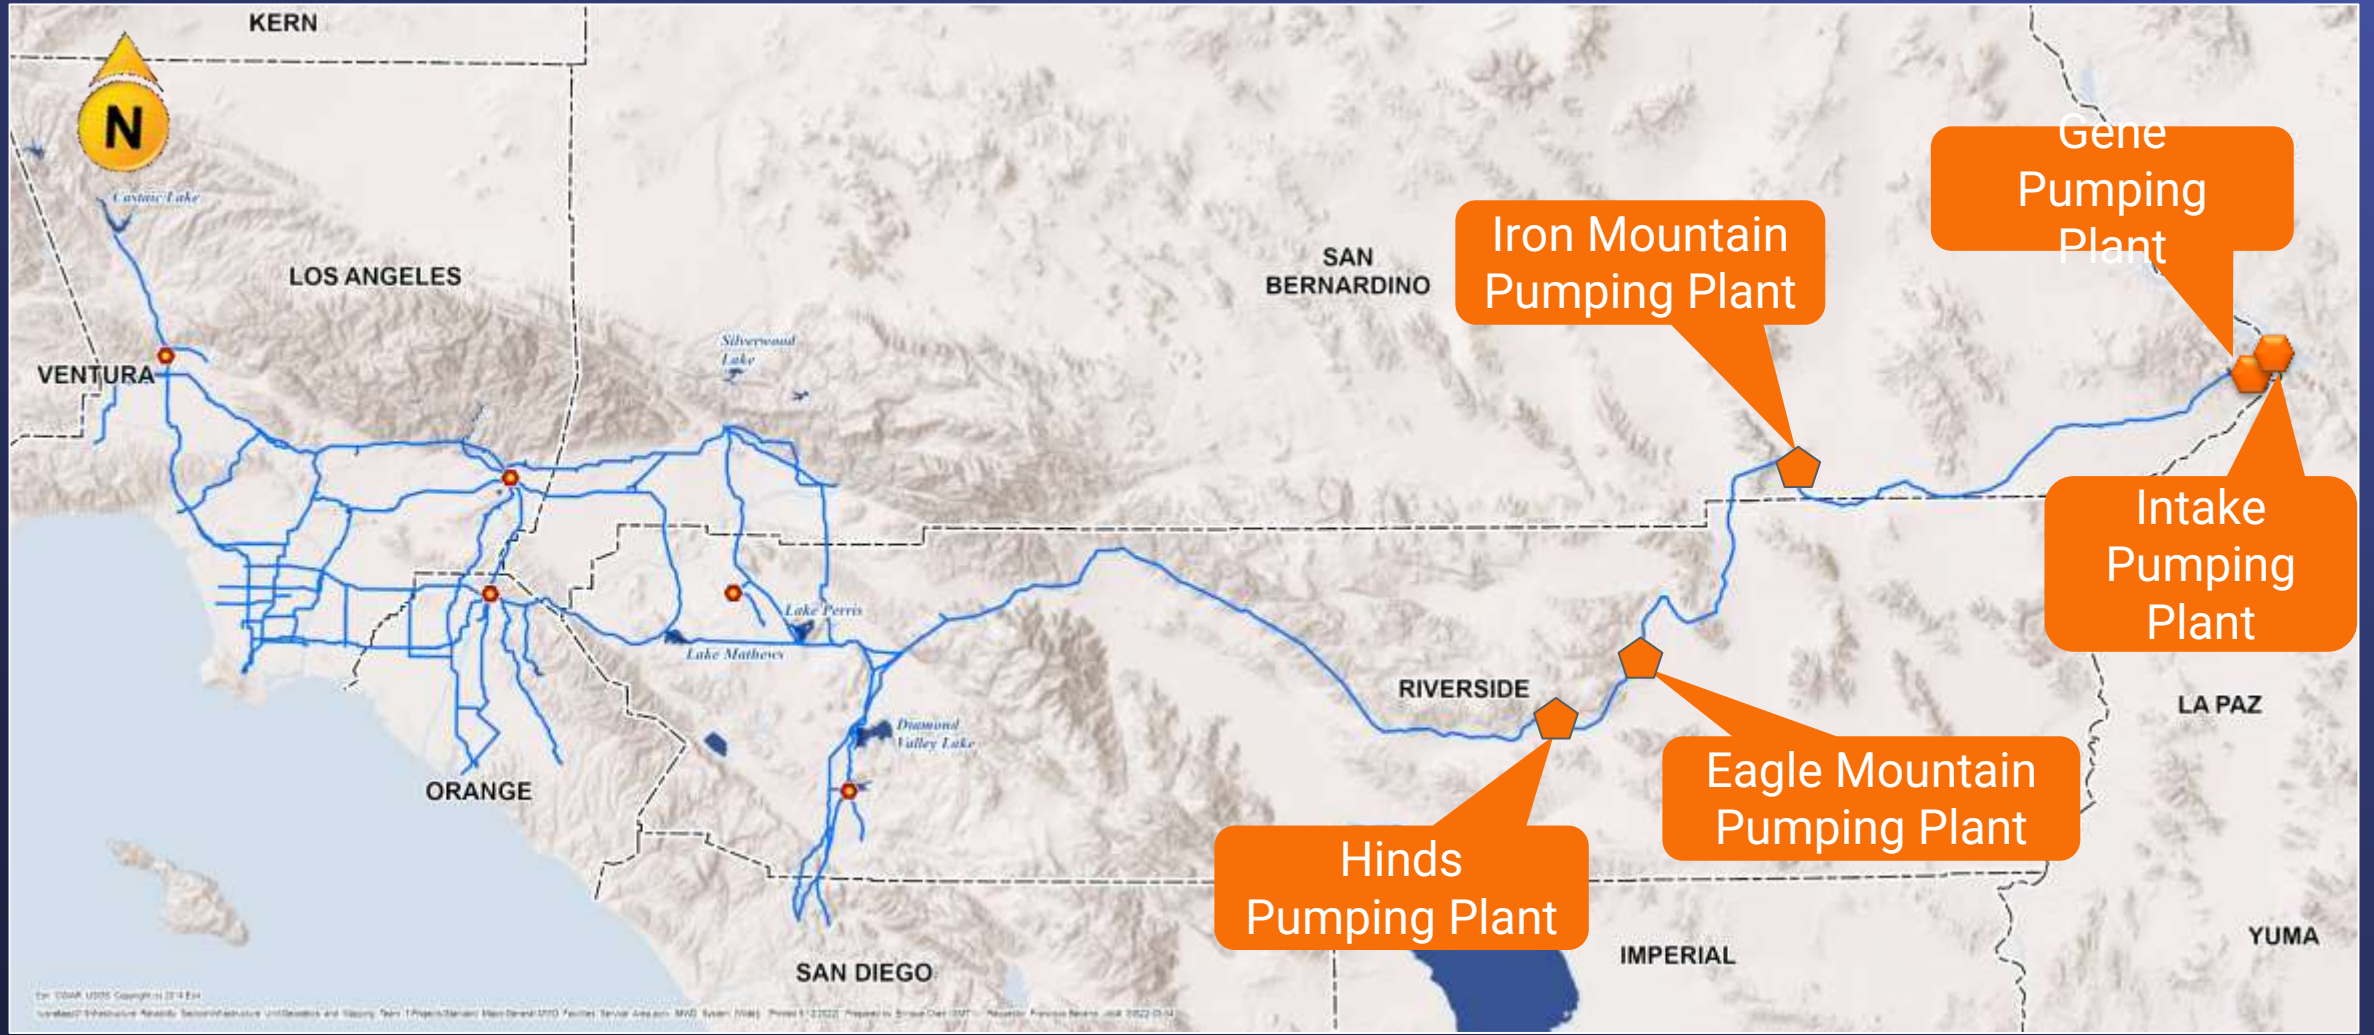 KERN
N
Castaic Lake
LOS ANGELES
VENTURA
Silverwood
Lake
SAN
BERNARDINO
Iron Mountain
Pumping Plant
Gene
Pumping
Plant
Intake
Pumping
Plant
Lake Perris
Lake Mathews
Diamond
Valley Lake
RIVERSIDE
LA PAZ
Eagle Mountain
Pumping Plant
ORANGE
Hinds
Pumping Plant
SAN DIEGO
IMPERIAL
YUMA